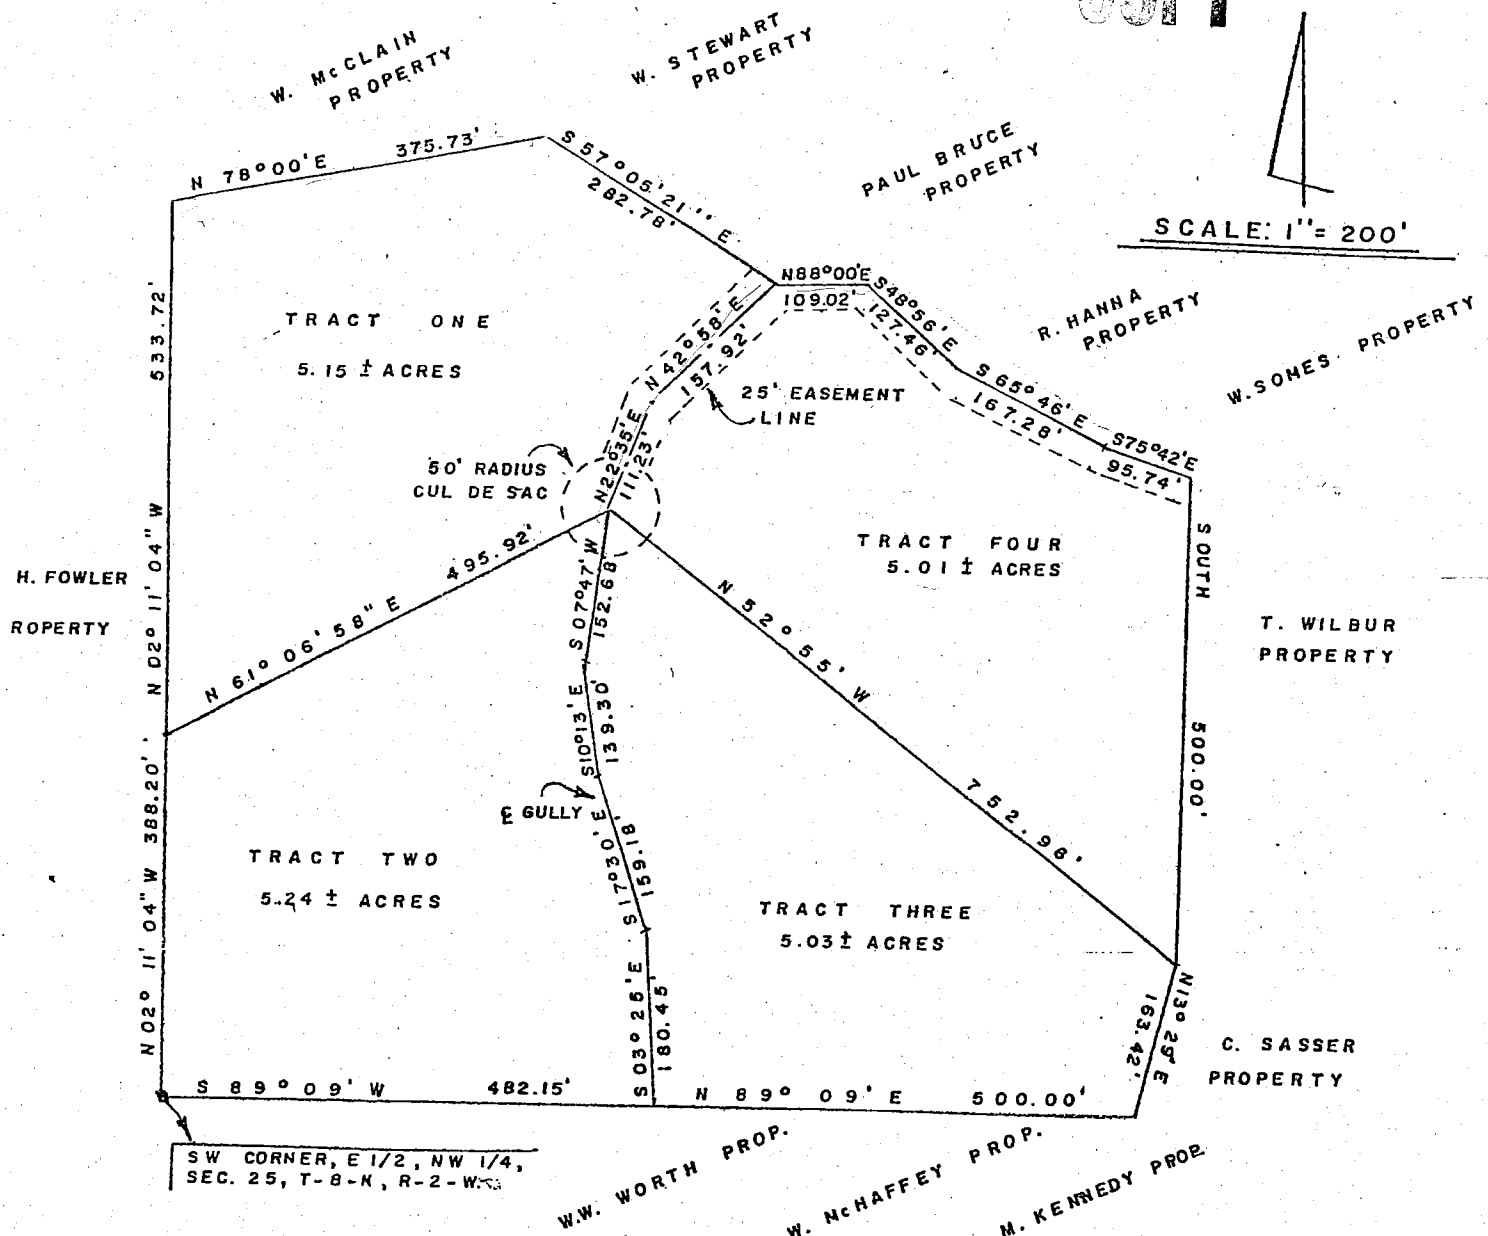 W. McCLAIN
PROPERTY
W. STEWART
PROPERTY
PAUL BRUCE
PROPERTY
SCALE: 1"= 200'
N 78°00'E 375.73'
S 57°05'21" E
282.78'
N88°00'E
109.02'
S48°56'E
127.46'
R. HANNA
PROPERTY
W. SOMES PROPERTY
S 65°46'E
167.28'
S75°42'E
95.74'
533.72'
N 02° 11' 04" W
TRACT ONE
5.15 ± ACRES
N 42°58' E
157.92'
25' EASEMENT
LINE
N22°35'E
111.23'
50' RADIUS
CUL DE SAC
N 61° 06' 58" E 495.92'
H. FOWLER
ROPERTY
TRACT FOUR
5.01 ± ACRES
SOUTH 500.00'
T. WILBUR
PROPERTY
S 07°47' W
152.68'
N 52°55' W 752.96'
S10°13'E
139.30'
℄ GULLY
S 17°30' E
159.18'
N 02° 11' 04" W 388.20'
TRACT TWO
5.24 ± ACRES
TRACT THREE
5.03± ACRES
S 03° 25' E
180.45'
N13° 29' E
163.42'
C. SASSER
PROPERTY
S 89°09' W 482.15'
N 89° 09' E 500.00'
SW CORNER, E 1/2, NW 1/4,
SEC. 25, T-8-N, R-2-W.
W.W. WORTH PROP.
W. McHAFFEY PROP.
M. KENNEDY PROP.